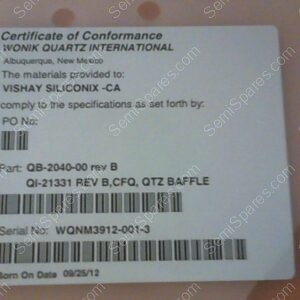 Certificate of Conformance
WONIK QUARTZ INTERNATIONAL
Albuquerque, New Mexico
The materials provided to:
VISHAY SILICONIX -CA
comply to the specifications as set forth by:
PO No:
Part: QB-2040-00 rev B
QI-21331 REV B,CFQ, QTZ BAFFLE
Serial No: WQNM3912-001-3
Born On Date 09/25/12
SemiSpares.com